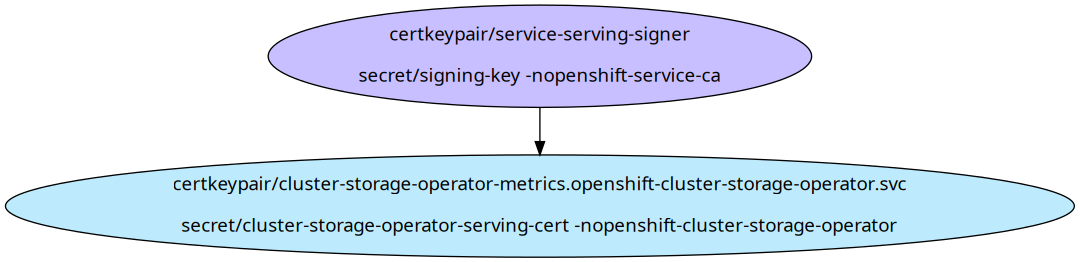 certkeypair/service-serving-signer
secret/signing-key -nopenshift-service-ca
certkeypair/cluster-storage-operator-metrics.openshift-cluster-storage-operator.svc
secret/cluster-storage-operator-serving-cert -nopenshift-cluster-storage-operator